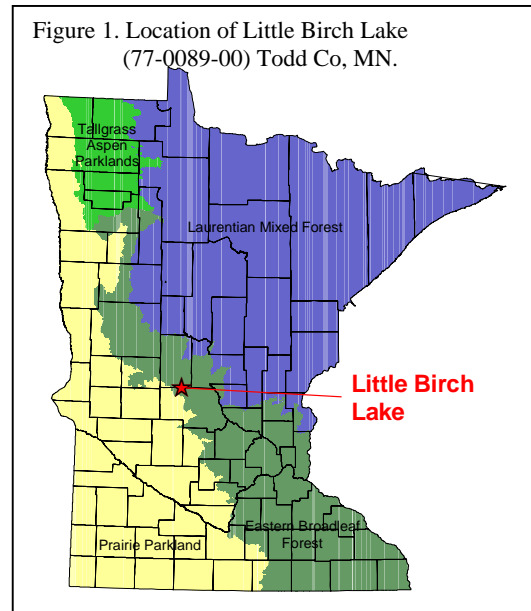 Figure 1. Location of Little Birch Lake
(77-0089-00) Todd Co, MN.
Tallgrass
Aspen
Parklands
Laurentian Mixed Forest
Little Birch
Lake
Eastern Broadleaf
Forest
Prairie Parkland